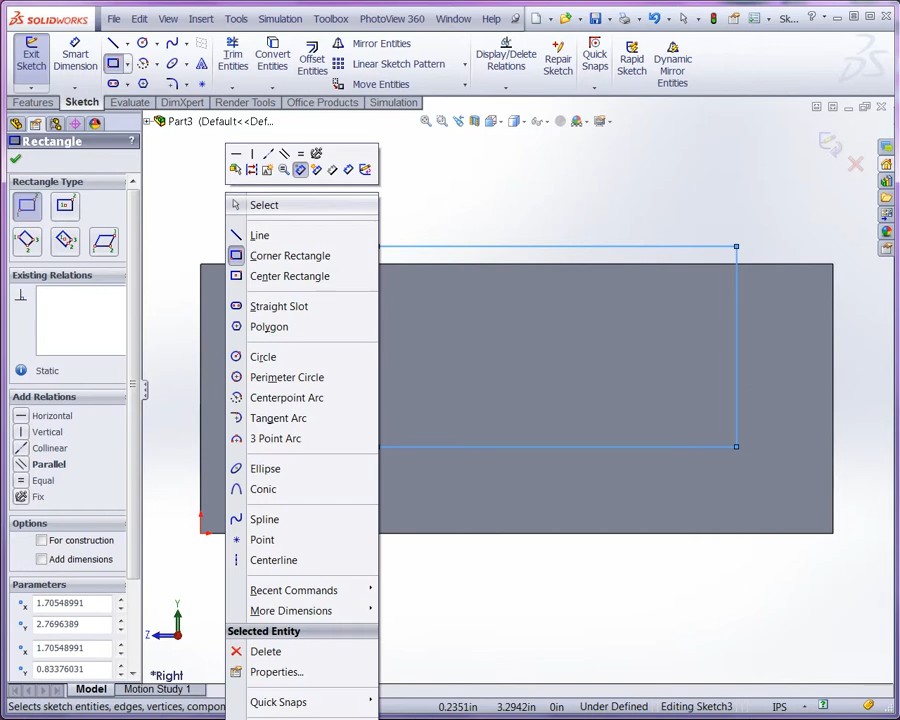 SOLIDWORKS File Edit View Insert Tools Simulation Toolbox PhotoView 360 Window Help Sk...
Exit Sketch Smart Dimension Trim Entities Convert Entities Offset Entities Mirror Entities Linear Sketch Pattern Move Entities Display/Delete Relations Repair Sketch Quick Snaps Rapid Sketch Dynamic Mirror Entities
Features Sketch Evaluate DimXpert Render Tools Office Products Simulation
Part3 (Default<<Def...
Rectangle ?
Rectangle Type
Existing Relations
Static
Add Relations
Horizontal
Vertical
Collinear
Parallel
Equal
Fix
Options
For construction
Add dimensions
Parameters
1.70548991
2.7696389
1.70548991
0.83376031
Select
Line
Corner Rectangle
Center Rectangle
Straight Slot
Polygon
Circle
Perimeter Circle
Centerpoint Arc
Tangent Arc
3 Point Arc
Ellipse
Conic
Spline
Point
Centerline
Recent Commands
More Dimensions
Selected Entity
Delete
Properties...
Quick Snaps
Y
Z
*Right
Model Motion Study 1
Selects sketch entities, edges, vertices, compon 0.2351in 3.2942in 0in Under Defined Editing Sketch3 IPS